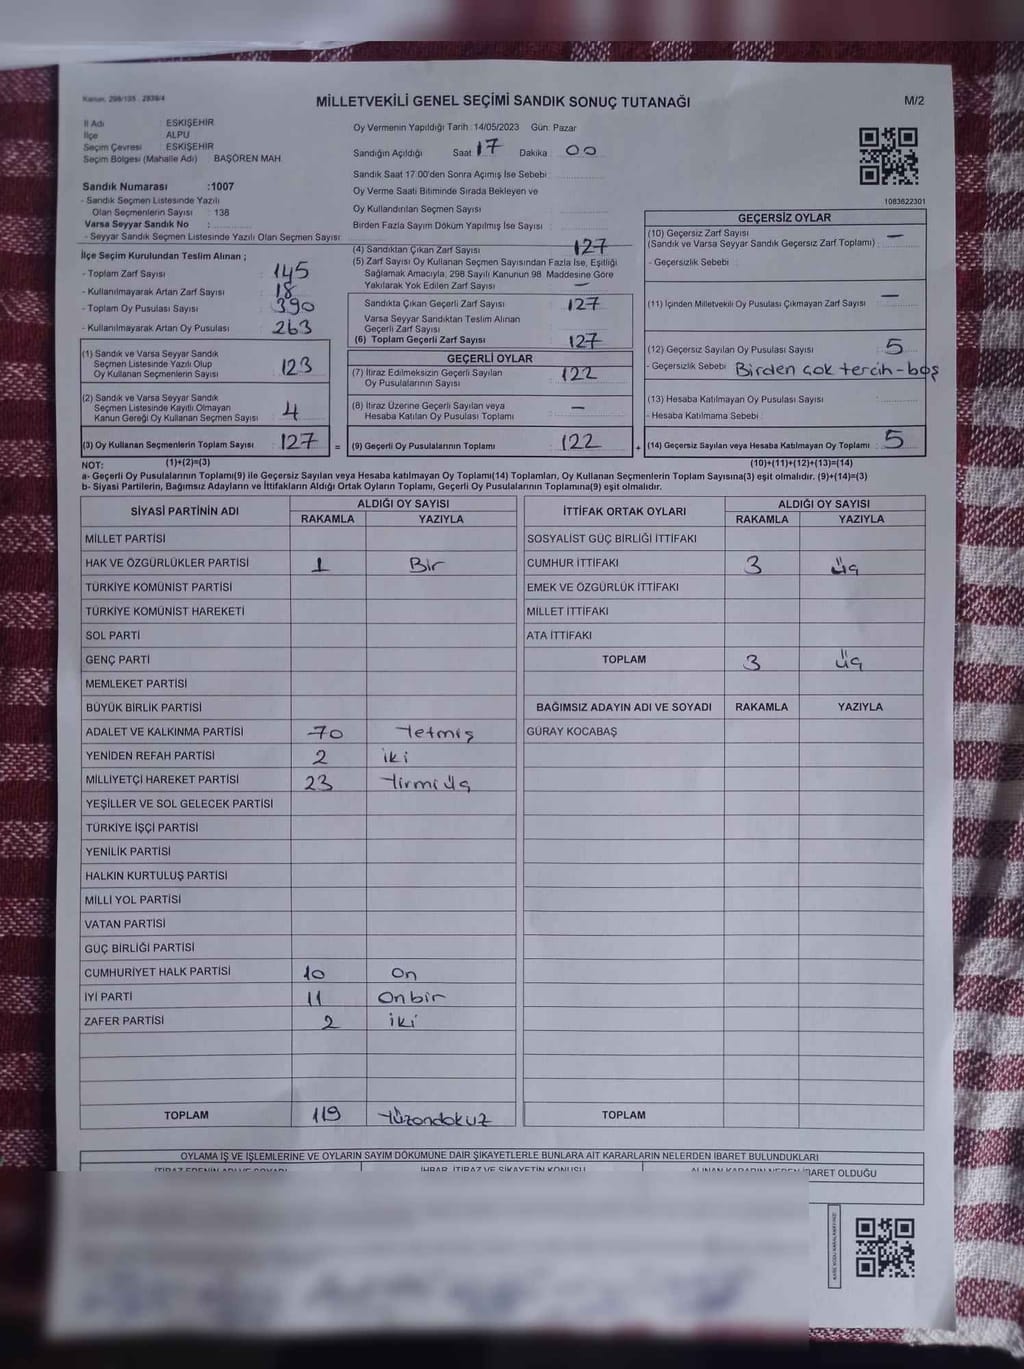 Kanun, 298/105 2839/4
MİLLETVEKİLİ GENEL SEÇİMİ SANDIK SONUÇ TUTANAĞI
M/2
İl Adı ESKIŞEHIR
İlçe ALPU
Seçim Çevresi ESKIŞEHIR
Seçim Bölgesi (Mahalle Adı) BAŞÖREN MAH
Sandık Numarası :1007
- Sandık Seçmen Listesinde Yazılı
Olan Seçmenlerin Sayısı : 138
Varsa Seyyar Sandık No :
- Seyyar Sandık Seçmen Listesinde Yazılı Olan Seçmen Sayısı
Oy Vermenin Yapıldığı Tarih :14/05/2023 Gün: Pazar
Sandığın Açıldığı Saat 17 Dakika 00
Sandık Saat 17:00'den Sonra Açımış İse Sebebi
Oy Verme Saati Bitiminde Sırada Bekleyen ve
Oy Kullandırılan Seçmen Sayısı
Birden Fazla Sayım Döküm Yapılmış İse Sayısı
1083622301
İlçe Seçim Kurulundan Teslim Alınan ;
- Toplam Zarf Sayısı 145
- Kullanılmayarak Artan Zarf Sayısı : 18
- Toplam Oy Pusulası Sayısı : 390
- Kullanılmayarak Artan Oy Pusulası : 263
(1) Sandık ve Varsa Seyyar Sandık
Seçmen Listesinde Yazılı Olup
Oy Kullanan Seçmenlerin Sayısı 123
(2) Sandık ve Varsa Seyyar Sandık
Seçmen Listesinde Kayıtlı Olmayan
Kanun Gereği Oy Kullanan Seçmen Sayısı 4
(3) Oy Kullanan Seçmenlerin Toplam Sayısı 127 =
(1)+(2)=(3)
(4) Sandıktan Çıkan Zarf Sayısı 127
(5) Zarf Sayısı Oy Kullanan Seçmen Sayısından Fazla İse, Eşitliği
Sağlamak Amacıyla, 298 Sayılı Kanunun 98. Maddesine Göre
Yakılarak Yok Edilen Zarf Sayısı —
Sandıkta Çıkan Geçerli Zarf Sayısı 127
Varsa Seyyar Sandıktan Teslim Alınan
Geçerli Zarf Sayısı
(6) Toplam Geçerli Zarf Sayısı 127
GEÇERLİ OYLAR
(7) İtiraz Edilmeksizin Geçerli Sayılan
Oy Pusulalarının Sayısı 122
(8) İtiraz Üzerine Geçerli Sayılan veya
Hesaba Katılan Oy Pusulası Toplamı —
(9) Geçerli Oy Pusulalarının Toplamı 122 +
GEÇERSİZ OYLAR
(10) Geçersiz Zarf Sayısı
(Sandık ve Varsa Seyyar Sandık Geçersiz Zarf Toplamı) : —
- Geçersizlik Sebebi
(11) İçinden Milletvekili Oy Pusulası Çıkmayan Zarf Sayısı —
(12) Geçersiz Sayılan Oy Pusulası Sayısı 5
- Geçersizlik Sebebi Birden çok tercih-boş
(13) Hesaba Katılmayan Oy Pusulası Sayısı
- Hesaba Katılmama Sebebi
(14) Geçersiz Sayılan veya Hesaba Katılmayan Oy Toplamı 5
(10)+(11)+(12)+(13)=(14)
NOT:
a- Geçerli Oy Pusulalarının Toplamı(9) ile Geçersiz Sayılan veya Hesaba katılmayan Oy Toplamı(14) Toplamları, Oy Kullanan Seçmenlerin Toplam Sayısına(3) eşit olmalıdır. (9)+(14)=(3)
b- Siyasi Partilerin, Bağımsız Adayların ve İttifakların Aldığı Ortak Oyların Toplamı, Geçerli Oy Pusulalarının Toplamına(9) eşit olmalıdır.
SİYASİ PARTİNİN ADI ALDIĞI OY SAYISI
RAKAMLA YAZIYLA
MİLLET PARTİSİ
HAK VE ÖZGÜRLÜKLER PARTİSİ 1 Bir
TÜRKİYE KOMÜNIST PARTİSİ
TÜRKİYE KOMÜNIST HAREKETİ
SOL PARTİ
GENÇ PARTİ
MEMLEKET PARTİSİ
BÜYÜK BİRLİK PARTİSİ
ADALET VE KALKINMA PARTİSİ 70 Yetmiş
YENİDEN REFAH PARTİSİ 2 iki
MİLLİYETÇİ HAREKET PARTİSİ 23 Yirmiüç
YEŞİLLER VE SOL GELECEK PARTİSİ
TÜRKİYE İŞÇİ PARTİSİ
YENİLİK PARTİSİ
HALKIN KURTULUŞ PARTİSİ
MİLLİ YOL PARTİSİ
VATAN PARTİSİ
GÜÇ BİRLİĞİ PARTİSİ
CUMHURİYET HALK PARTİSİ 10 On
İYİ PARTİ 11 Onbir
ZAFER PARTİSİ 2 iki
TOPLAM 119 Yüzondokuz
İTTİFAK ORTAK OYLARI ALDIĞI OY SAYISI
RAKAMLA YAZIYLA
SOSYALIST GÜÇ BİRLİĞİ İTTİFAKI
CUMHUR İTTİFAKI 3 üç
EMEK VE ÖZGÜRLÜK İTTİFAKI
MİLLET İTTİFAKI
ATA İTTİFAKI
TOPLAM 3 üç
BAĞIMSIZ ADAYIN ADI VE SOYADI RAKAMLA YAZIYLA
GÜRAY KOCABAŞ
TOPLAM
OYLAMA İŞ VE İŞLEMLERİNE VE OYLARIN SAYIM DÖKÜMÜNE DAİR ŞİKAYETLERLE BUNLARA AİT KARARLARIN NELERDEN İBARET BULUNDUKLARI
İTİRAZ EDENİN ADI VE SOYADI İHBAR, İTİRAZ VE ŞİKAYETİN KONUSU ALINAN KARARIN NEDEN İBARET OLDUĞU